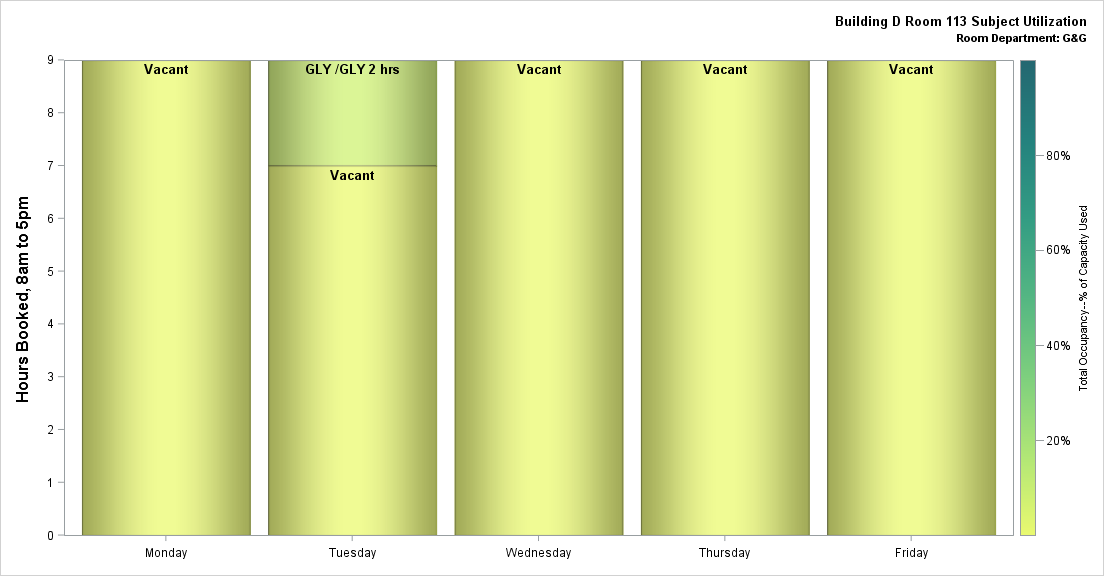 Building D Room 113 Subject Utilization
Room Department: G&G
Hours Booked, 8am to 5pm
9
8
7
6
5
4
3
2
1
0
Vacant
GLY /GLY 2 hrs
Vacant
Vacant
Vacant
Vacant
Monday
Tuesday
Wednesday
Thursday
Friday
80%
60%
40%
20%
Total Occupancy--% of Capacity Used